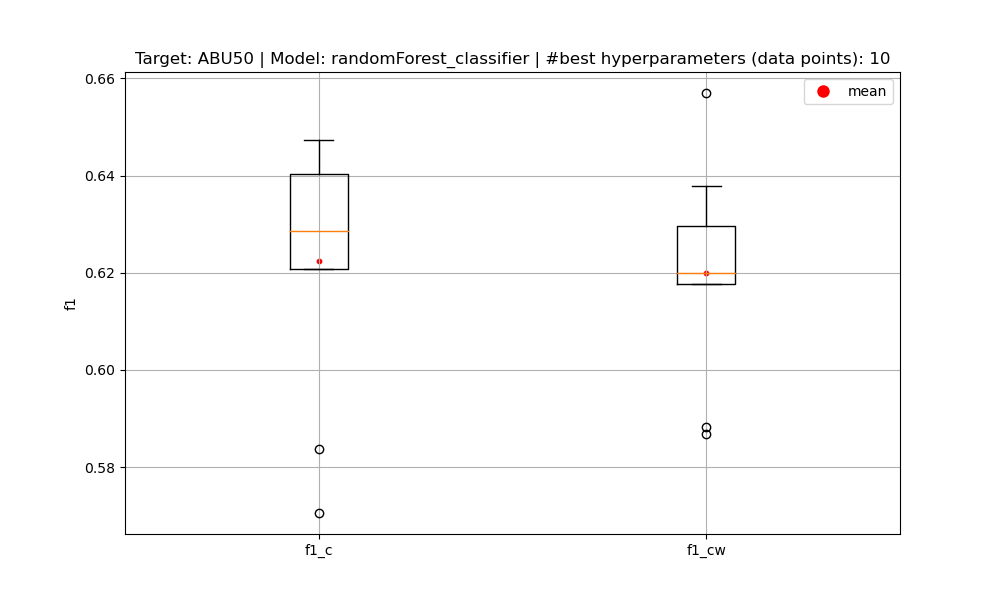 Target: ABU50 | Model: randomForest_classifier | #best hyperparameters (data points): 10
0.66
mean
0.64
0.62
f1
0.60
0.58
f1_c
f1_cw